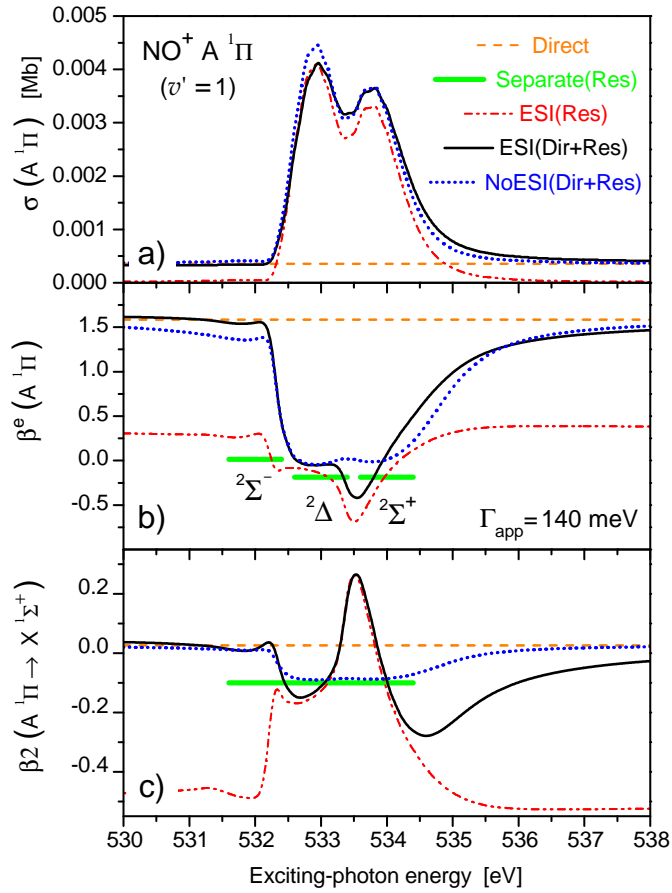 0.005
0.004
0.003
0.002
0.001
0.000
σ (A ¹Π) [Mb]
NO⁺ A ¹Π
(v' = 1)
Direct
Separate(Res)
ESI(Res)
ESI(Dir+Res)
NoESI(Dir+Res)
a)
1.5
1.0
0.5
0.0
-0.5
βᵉ (A ¹Π)
²Σ⁻
²Δ
²Σ⁺
b)
Γapp = 140 meV
0.2
0.0
-0.2
-0.4
β2 (A ¹Π → X ¹Σ⁺)
c)
530 531 532 533 534 535 536 537 538
Exciting-photon energy [eV]